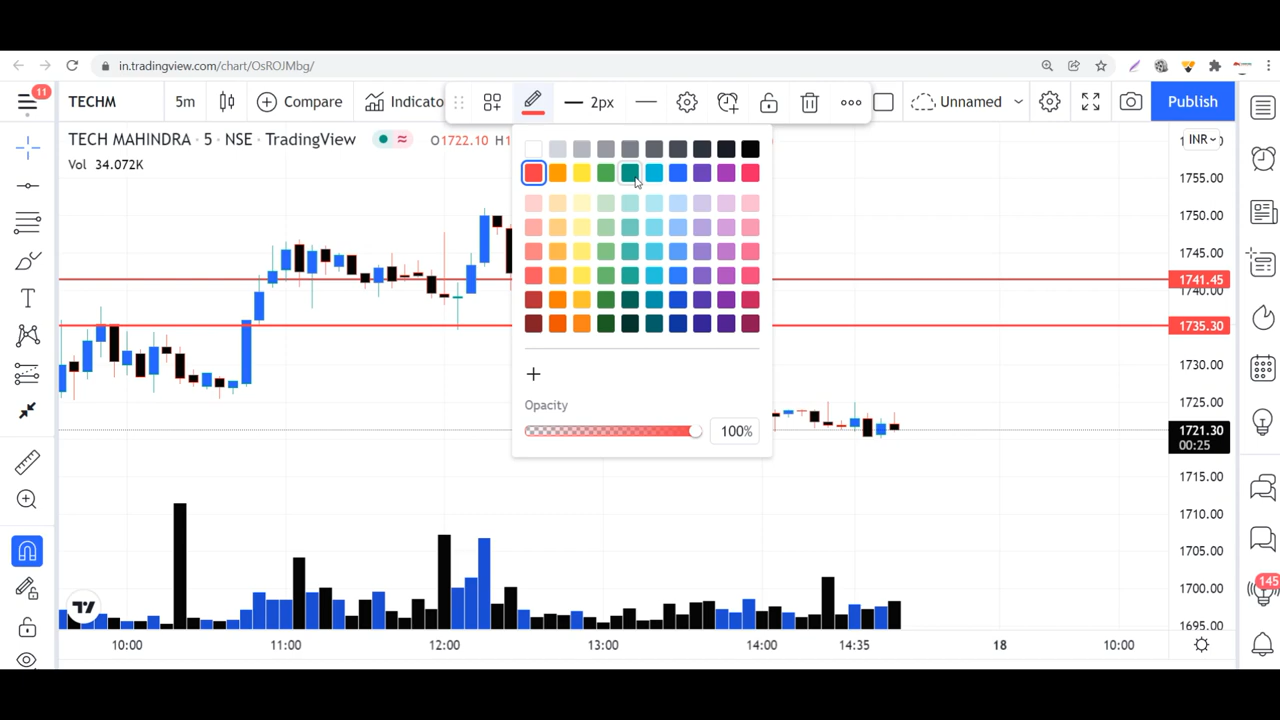 in.tradingview.com/chart/OsROJMbg/
11
TECHM
5m
Compare
Indicato
2px
Unnamed
Publish
TECH MAHINDRA · 5 · NSE · TradingView
O1722.10 H1
Vol 34.072K
INR
1755.00
1750.00
1745.00
1741.45
1740.00
1735.30
1730.00
1725.00
1721.30
00:25
1715.00
1710.00
1705.00
1700.00
1695.00
Opacity
100%
145
10:00
11:00
12:00
13:00
14:00
14:35
18
10:00